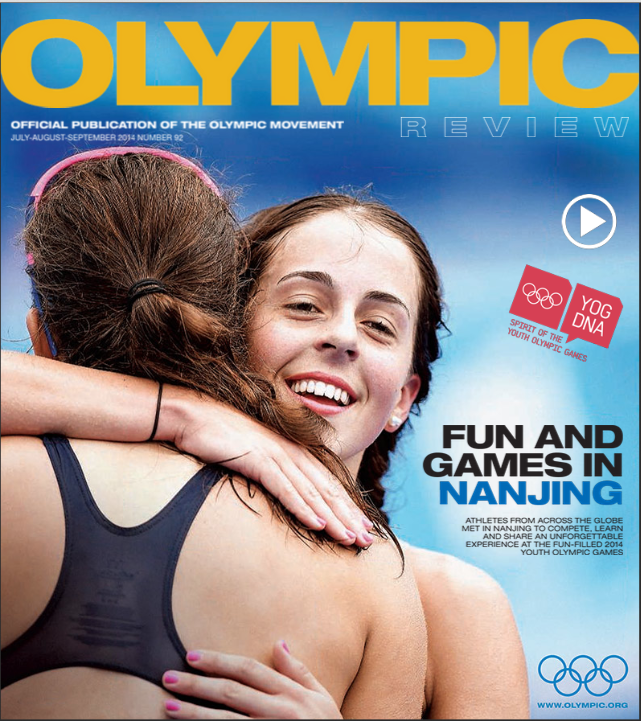 OLYMPIC
OFFICIAL PUBLICATION OF THE OLYMPIC MOVEMENT
REVIEW
JULY-AUGUST-SEPTEMBER 2014 NUMBER 92
YOG
DNA
SPIRIT OF THE
YOUTH OLYMPIC GAMES
FUN AND
GAMES IN
NANJING
ATHLETES FROM ACROSS THE GLOBE
MET IN NANJING TO COMPETE, LEARN
AND SHARE AN UNFORGETTABLE
EXPERIENCE AT THE FUN-FILLED 2014
YOUTH OLYMPIC GAMES
WWW.OLYMPIC.ORG